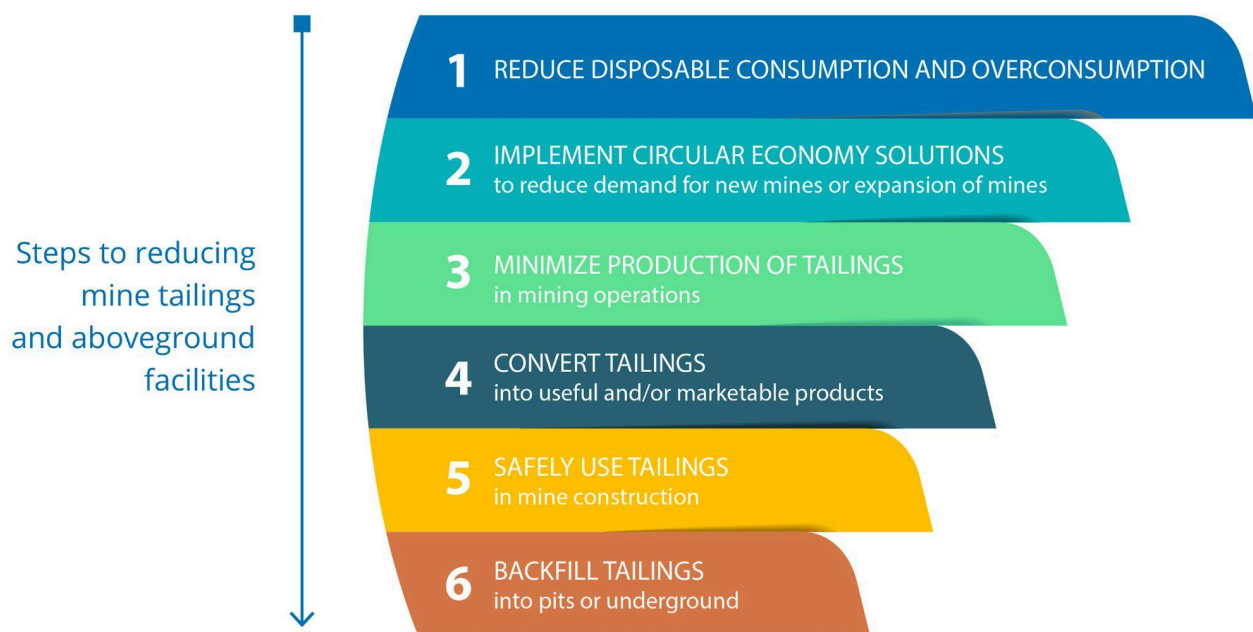 Steps to reducing
mine tailings
and aboveground
facilities
1 REDUCE DISPOSABLE CONSUMPTION AND OVERCONSUMPTION
2 IMPLEMENT CIRCULAR ECONOMY SOLUTIONS
to reduce demand for new mines or expansion of mines
3 MINIMIZE PRODUCTION OF TAILINGS
in mining operations
4 CONVERT TAILINGS
into useful and/or marketable products
5 SAFELY USE TAILINGS
in mine construction
6 BACKFILL TAILINGS
into pits or underground